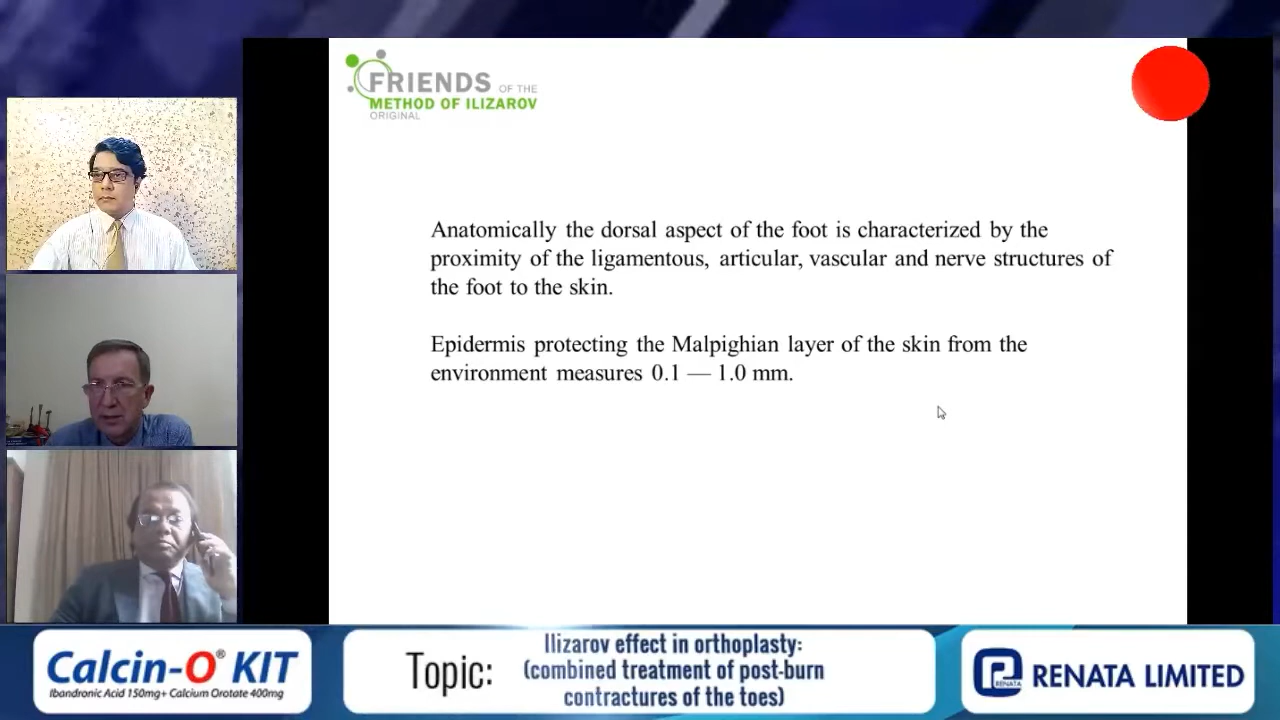 FRIENDS OF THE
METHOD OF ILIZAROV
ORIGINAL
Anatomically the dorsal aspect of the foot is characterized by the
proximity of the ligamentous, articular, vascular and nerve structures of
the foot to the skin.
Epidermis protecting the Malpighian layer of the skin from the
environment measures 0.1 — 1.0 mm.
Calcin-O® KIT
Ibandronic Acid 150mg+ Calcium Orotate 400mg
Topic:
Ilizarov effect in orthoplasty:
(combined treatment of post-burn
contractures of the toes)
RENATA
RENATA LIMITED